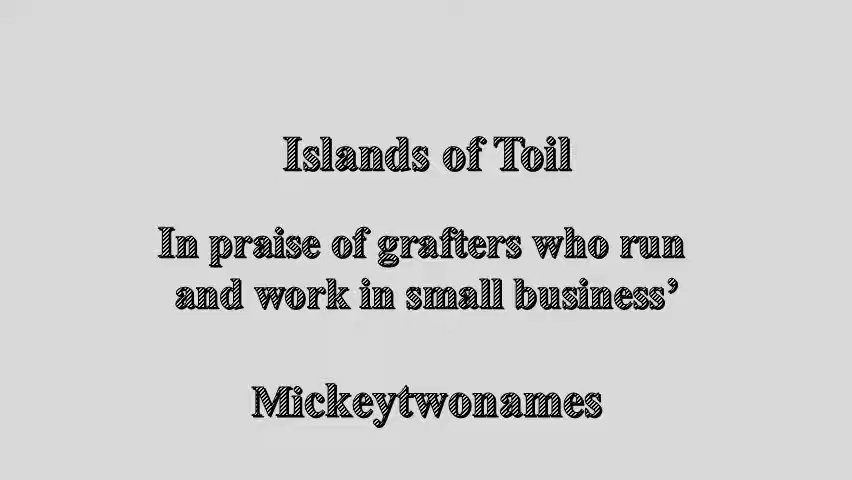 Islands of Toil
In praise of grafters who run
and work in small business’
Mickeytwonames